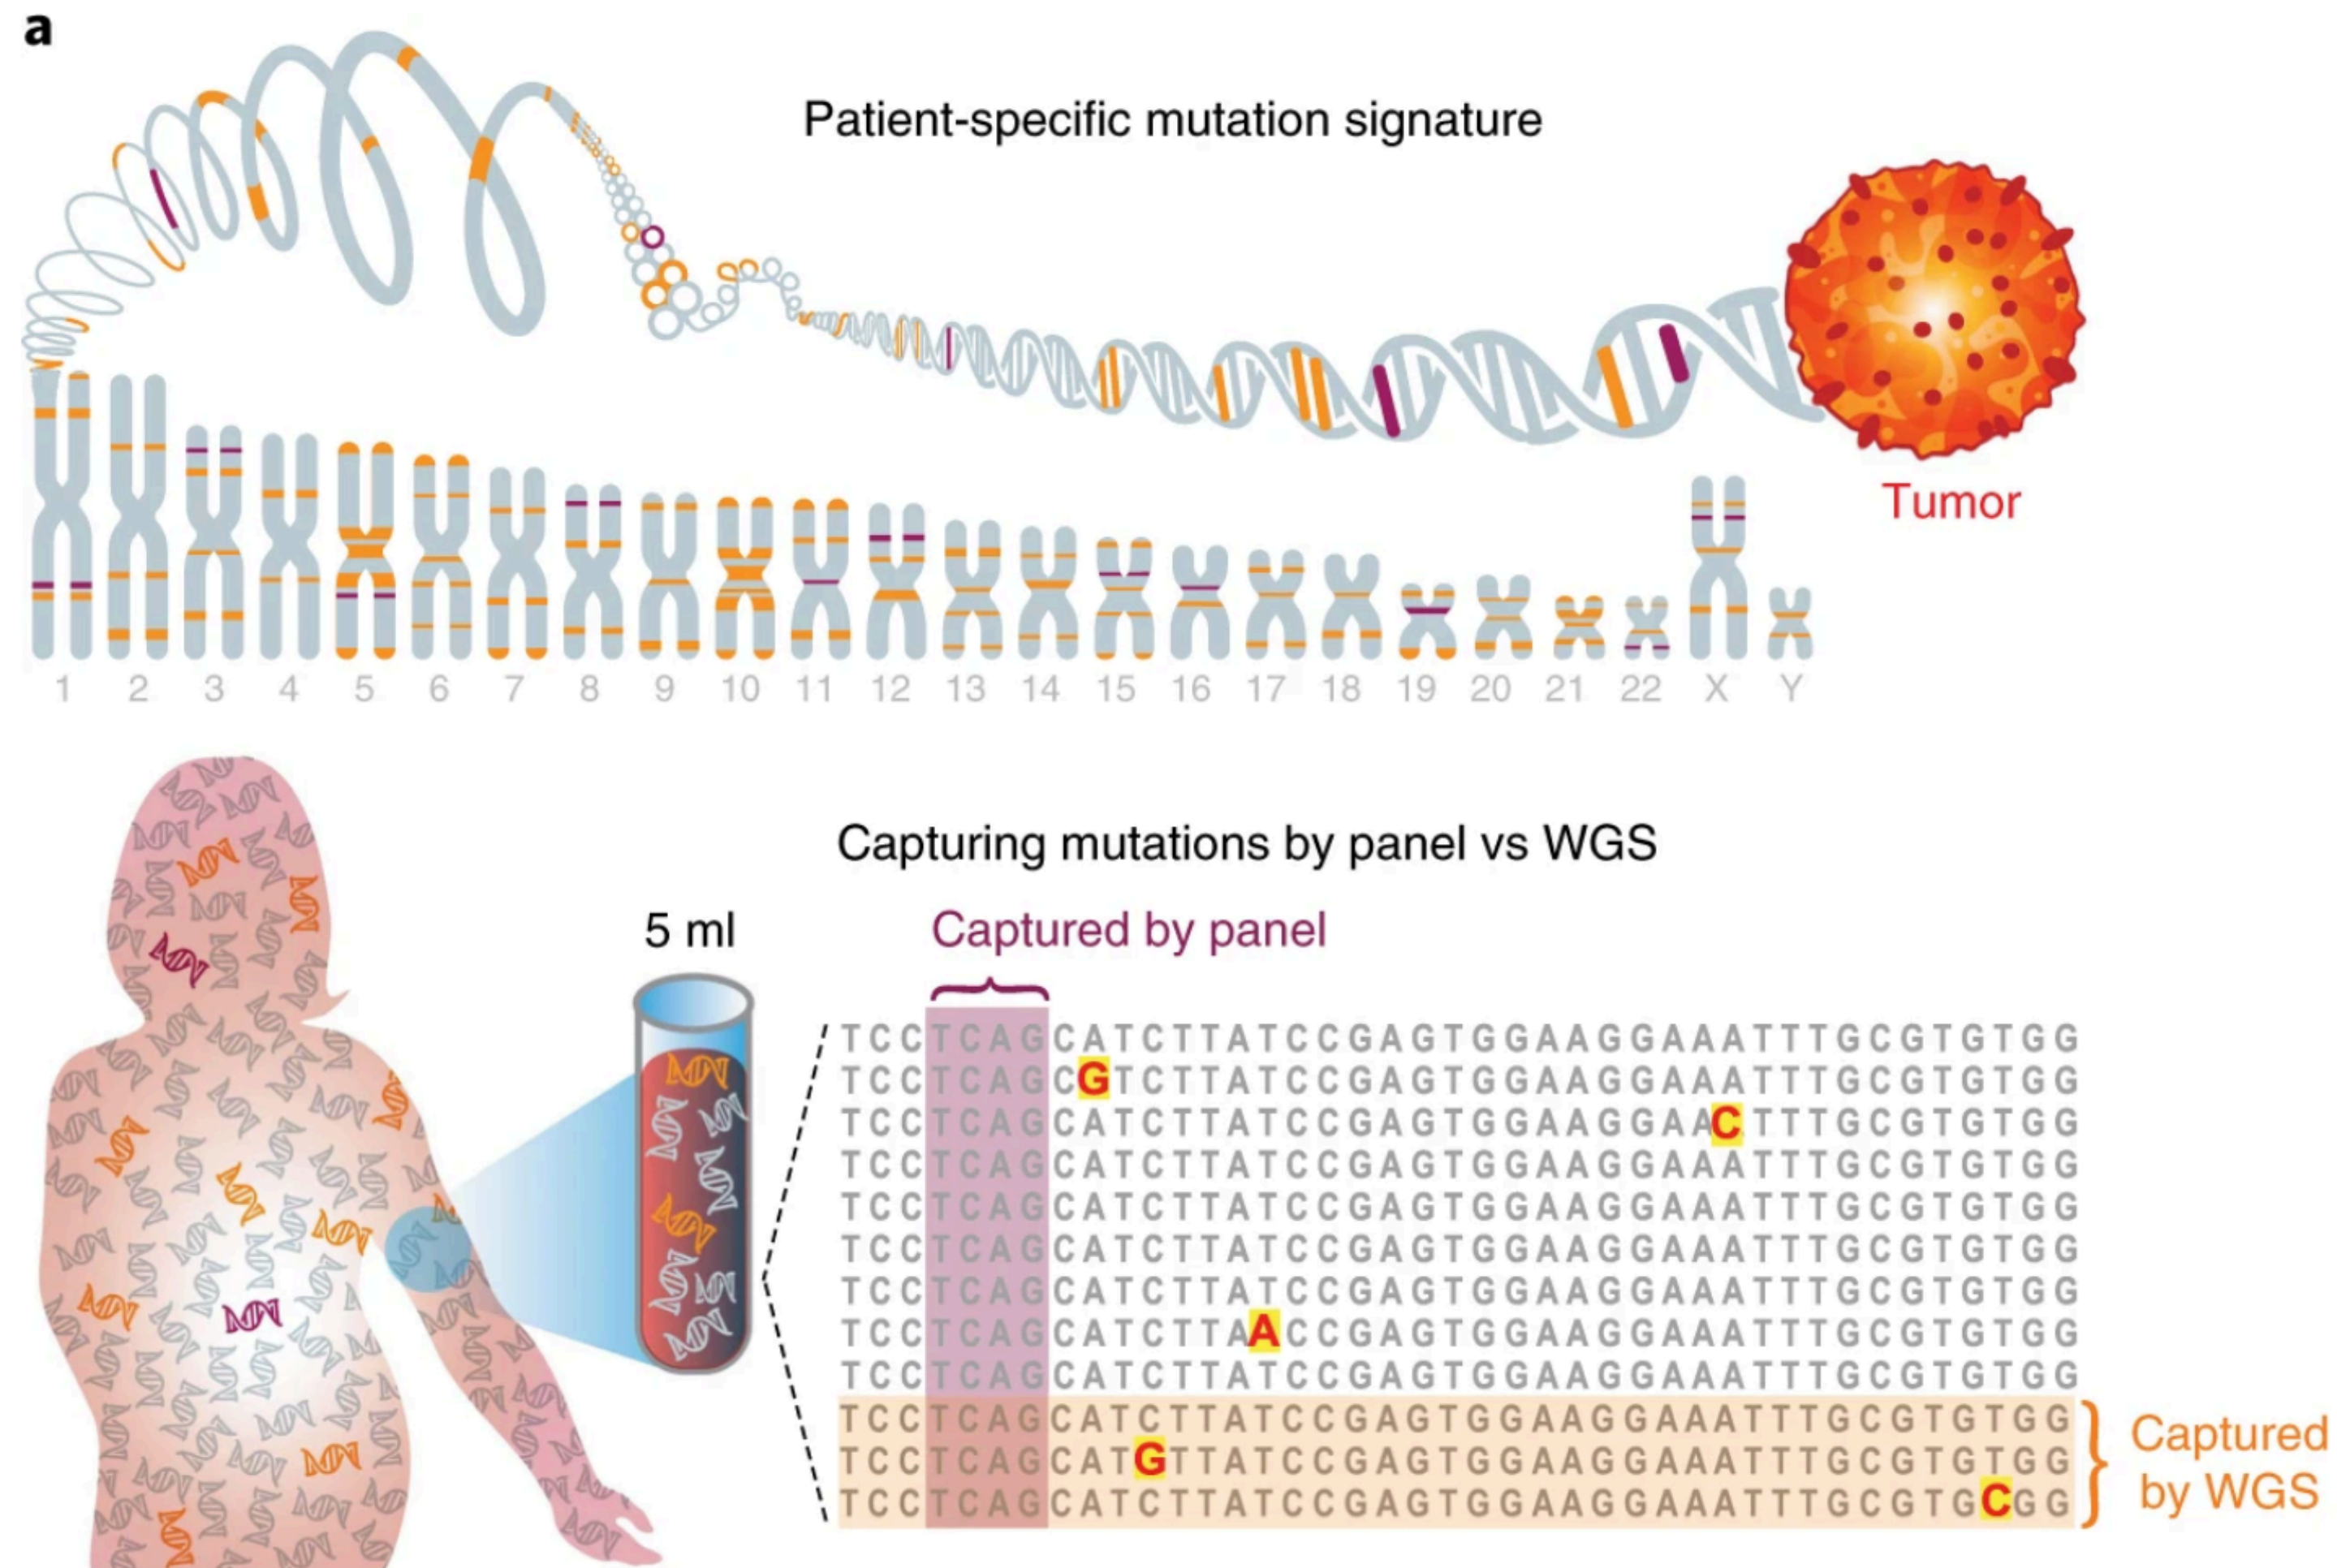 a
Patient-specific mutation signature
Tumor
1 2 3 4 5 6 7 8 9 10 11 12 13 14 15 16 17 18 19 20 21 22 X Y
Capturing mutations by panel vs WGS
5 ml
Captured by panel
TCCTCAGCATCTTATCCGAGTGGAAGGAAATTTGCGTGTGG
TCCTCAGCGTCTTATCCGAGTGGAAGGAAATTTGCGTGTGG
TCCTCAGCATCTTATCCGAGTGGAAGGAACTTTGCGTGTGG
TCCTCAGCATCTTATCCGAGTGGAAGGAAATTTGCGTGTGG
TCCTCAGCATCTTATCCGAGTGGAAGGAAATTTGCGTGTGG
TCCTCAGCATCTTATCCGAGTGGAAGGAAATTTGCGTGTGG
TCCTCAGCATCTTATCCGAGTGGAAGGAAATTTGCGTGTGG
TCCTCAGCATCTTAACCGAGTGGAAGGAAATTTGCGTGTGG
TCCTCAGCATCTTATCCGAGTGGAAGGAAATTTGCGTGTGG
TCCTCAGCATCTTATCCGAGTGGAAGGAAATTTGCGTGTGG
TCCTCAGCATGTTATCCGAGTGGAAGGAAATTTGCGTGTGG
TCCTCAGCATCTTATCCGAGTGGAAGGAAATTTGCGTGCGG
Captured
by WGS